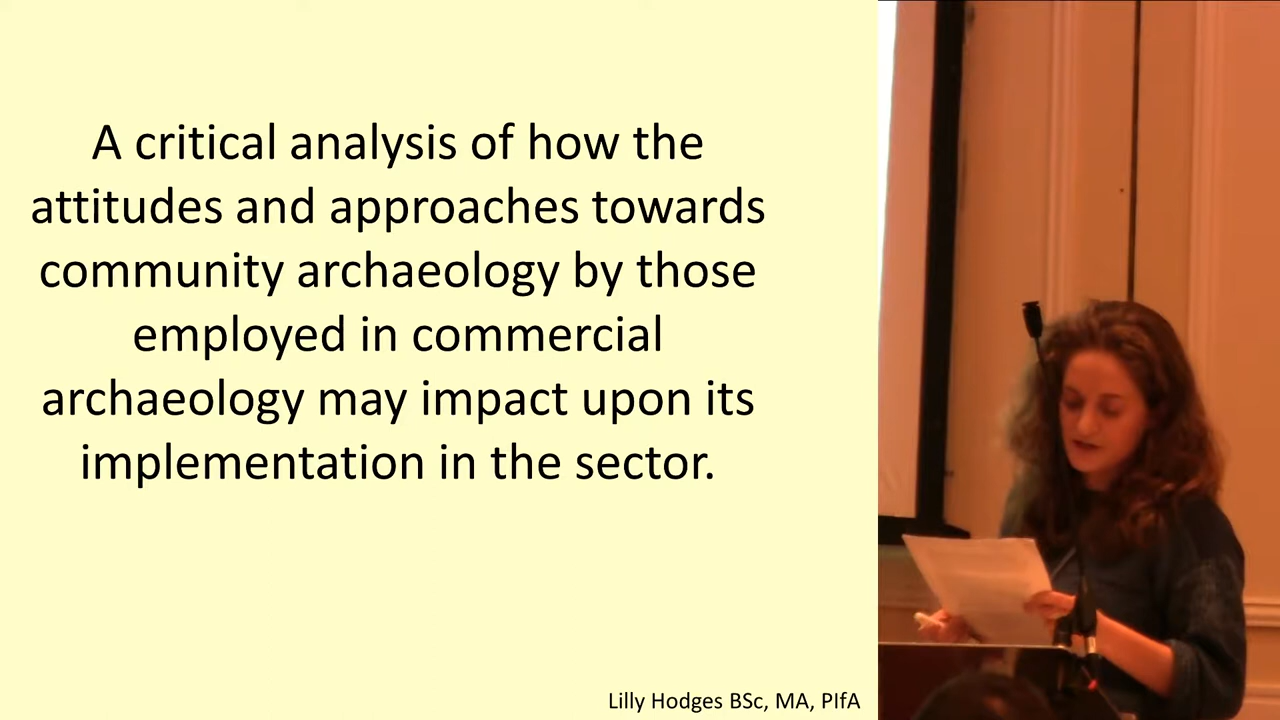 A critical analysis of how the
attitudes and approaches towards
community archaeology by those
employed in commercial
archaeology may impact upon its
implementation in the sector.
Lilly Hodges BSc, MA, PIfA